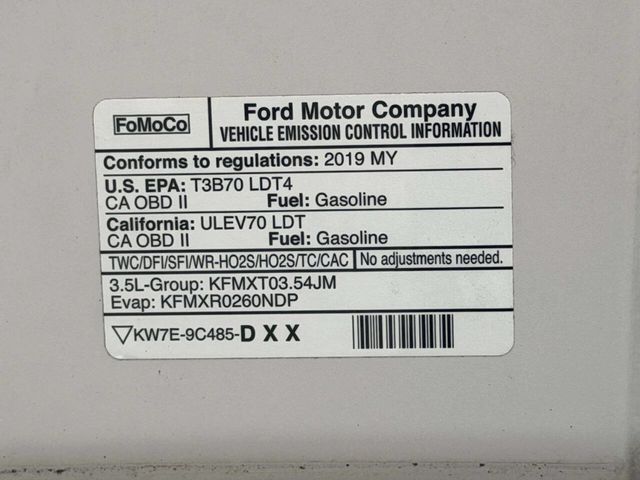 FoMoCo
Ford Motor Company
VEHICLE EMISSION CONTROL INFORMATION
Conforms to regulations: 2019 MY
U.S. EPA: T3B70 LDT4
CA OBD II Fuel: Gasoline
California: ULEV70 LDT
CA OBD II Fuel: Gasoline
TWC/DFI/SFI/WR-HO2S/HO2S/TC/CAC No adjustments needed.
3.5L-Group: KFMXT03.54JM
Evap: KFMXR0260NDP
KW7E-9C485-DXX